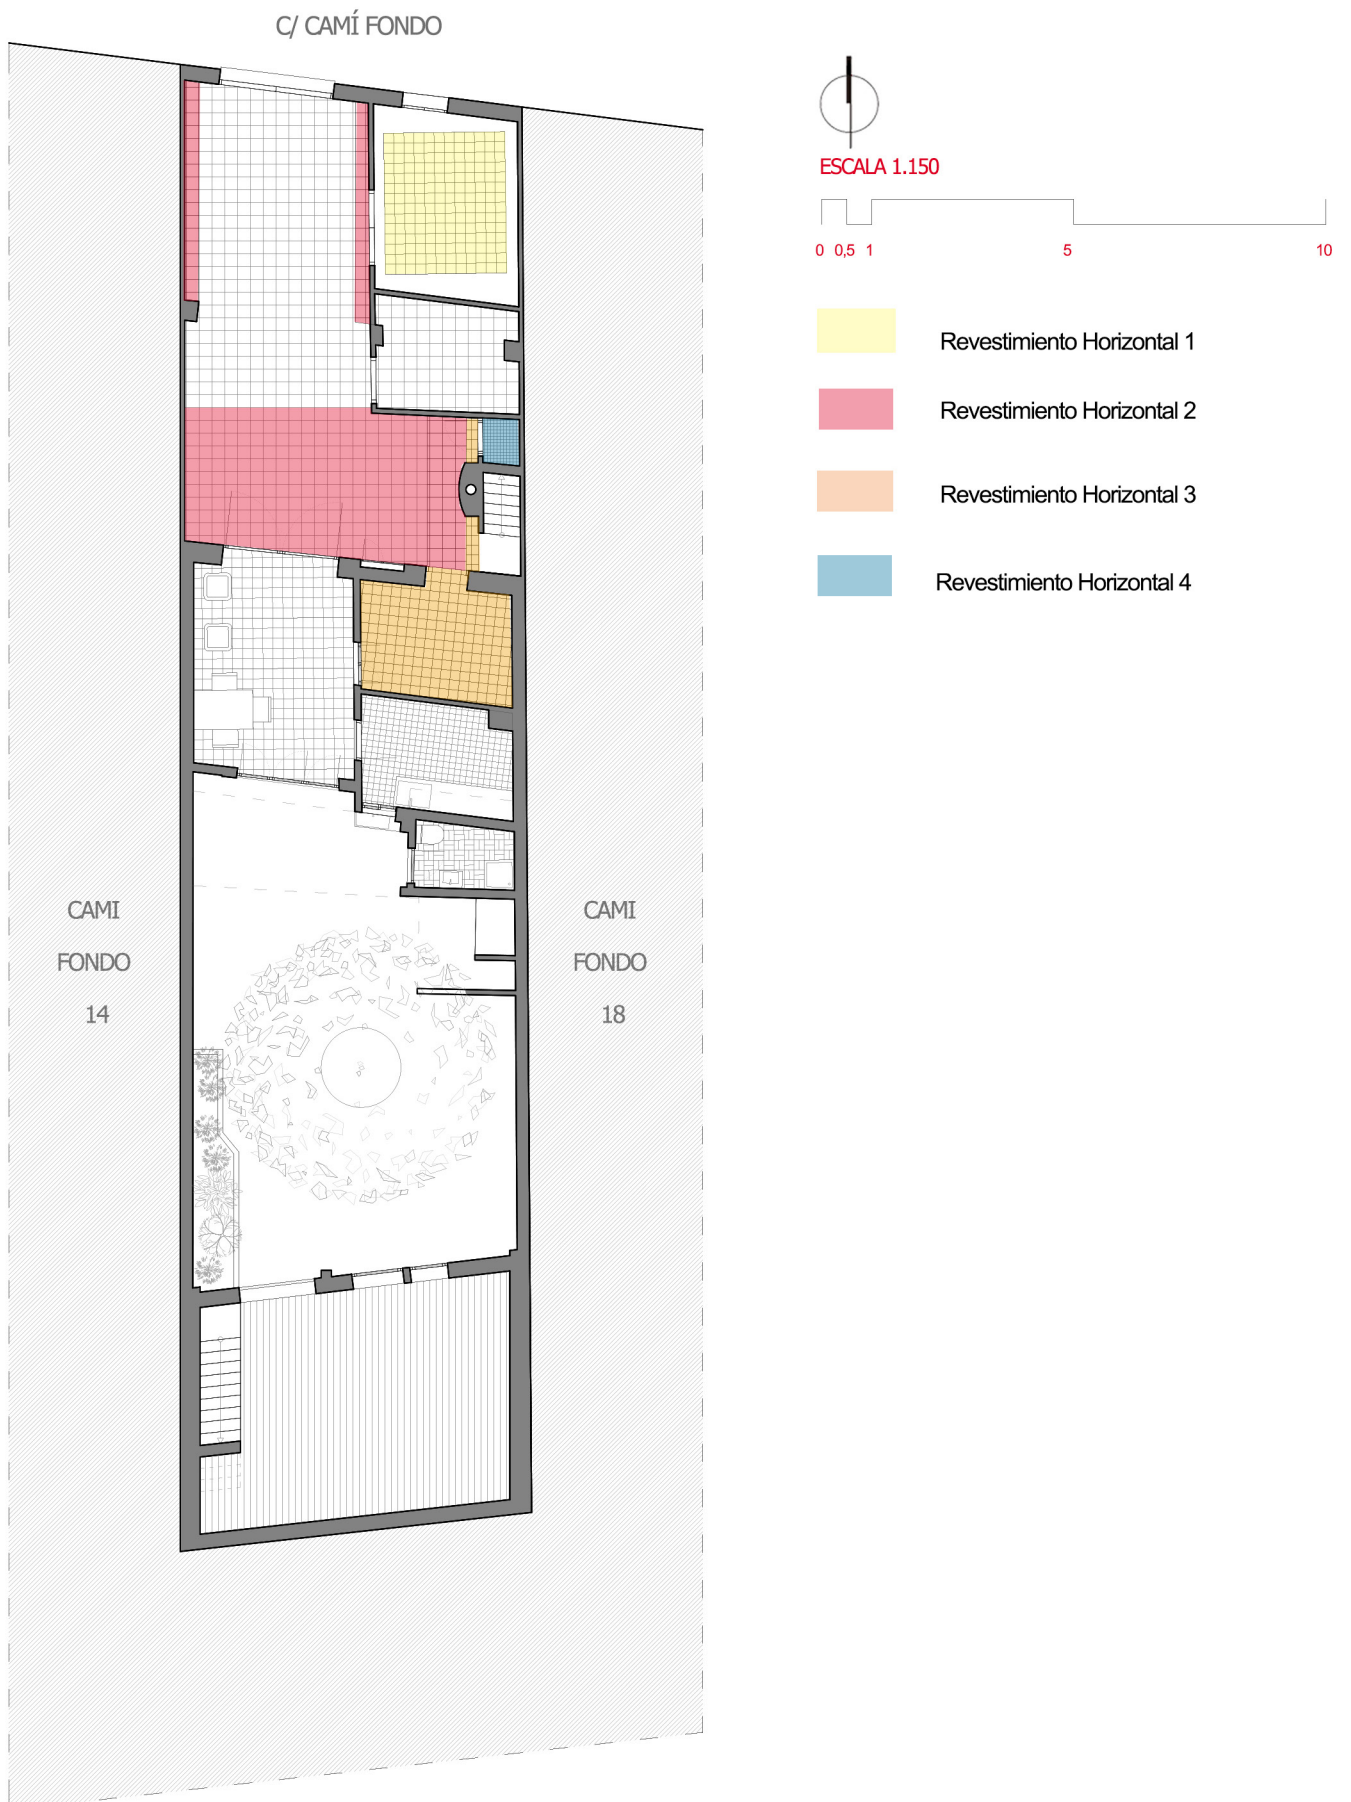 C/ CAMÍ FONDO
ESCALA 1.150
0 0,5 1 5 10
Revestimiento Horizontal 1
Revestimiento Horizontal 2
Revestimiento Horizontal 3
Revestimiento Horizontal 4
CAMI
FONDO
14
CAMI
FONDO
18